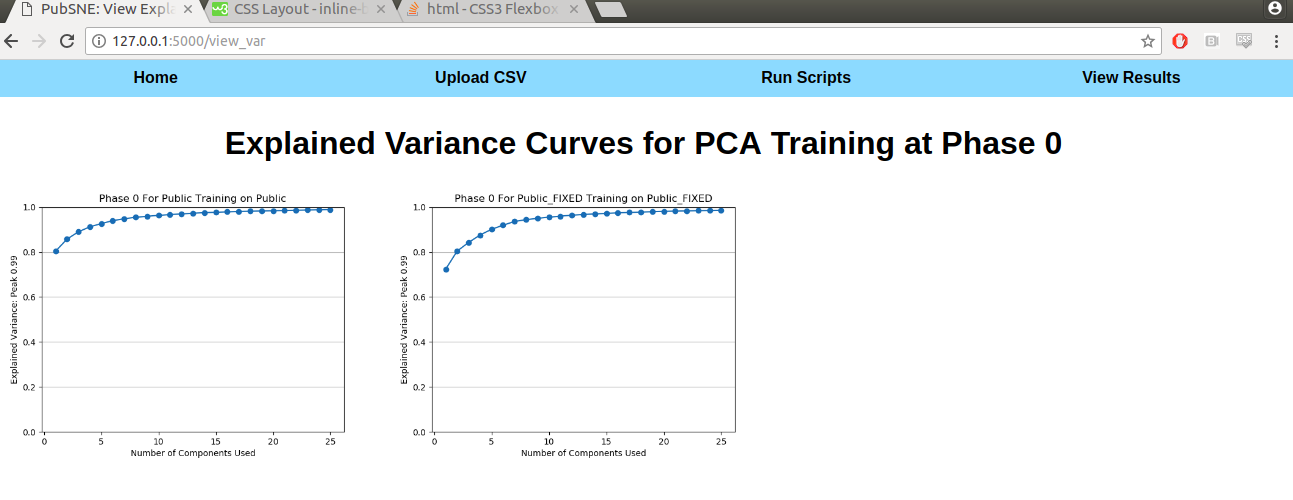 PubSNE: View Expla
CSS Layout - inline-b
html - CSS3 Flexbox
127.0.0.1:5000/view_var
Home Upload CSV Run Scripts View Results
Explained Variance Curves for PCA Training at Phase 0
Phase 0 For Public Training on Public
1.0
0.8
0.6
0.4
0.2
0.0
Explained Variance: Peak 0.99
0 5 10 15 20 25
Number of Components Used
Phase 0 For Public_FIXED Training on Public_FIXED
1.0
0.8
0.6
0.4
0.2
0.0
Explained Variance: Peak 0.99
0 5 10 15 20 25
Number of Components Used